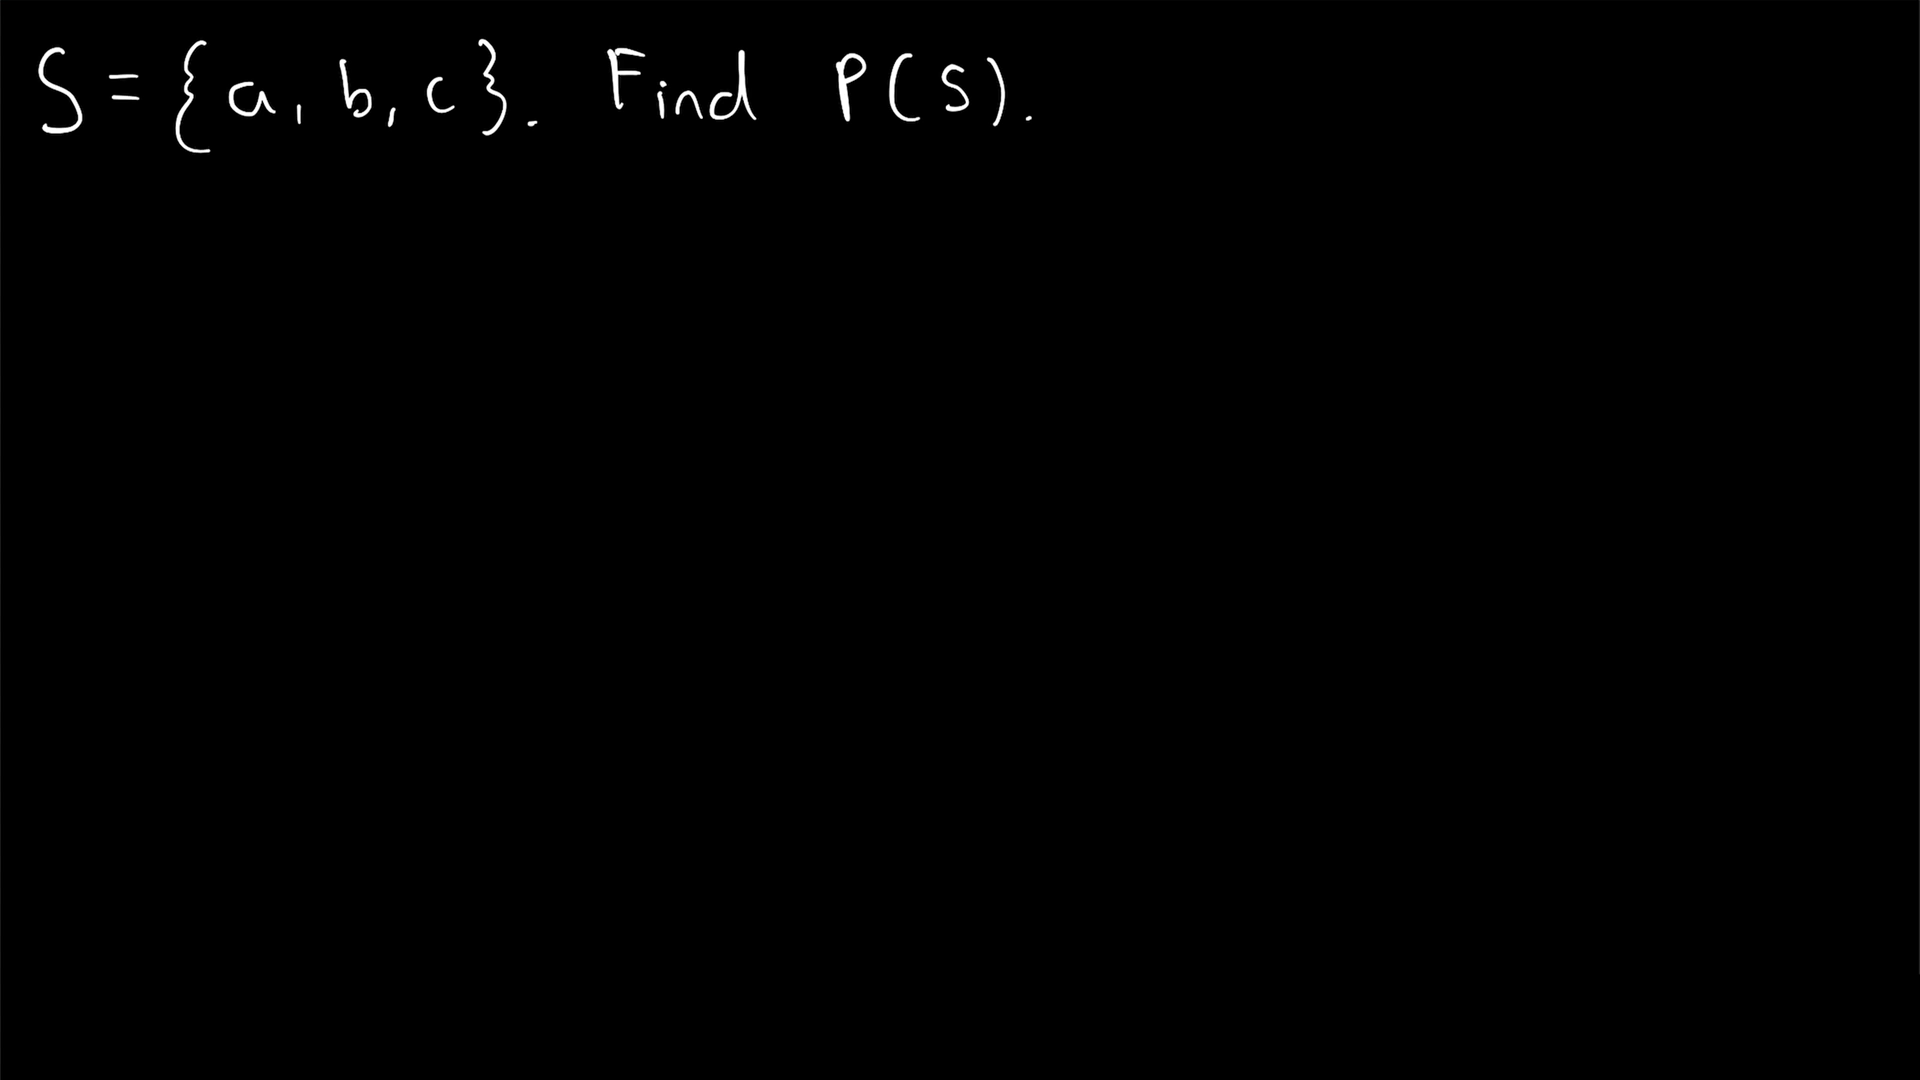 S = {a, b, c}. Find P(S).